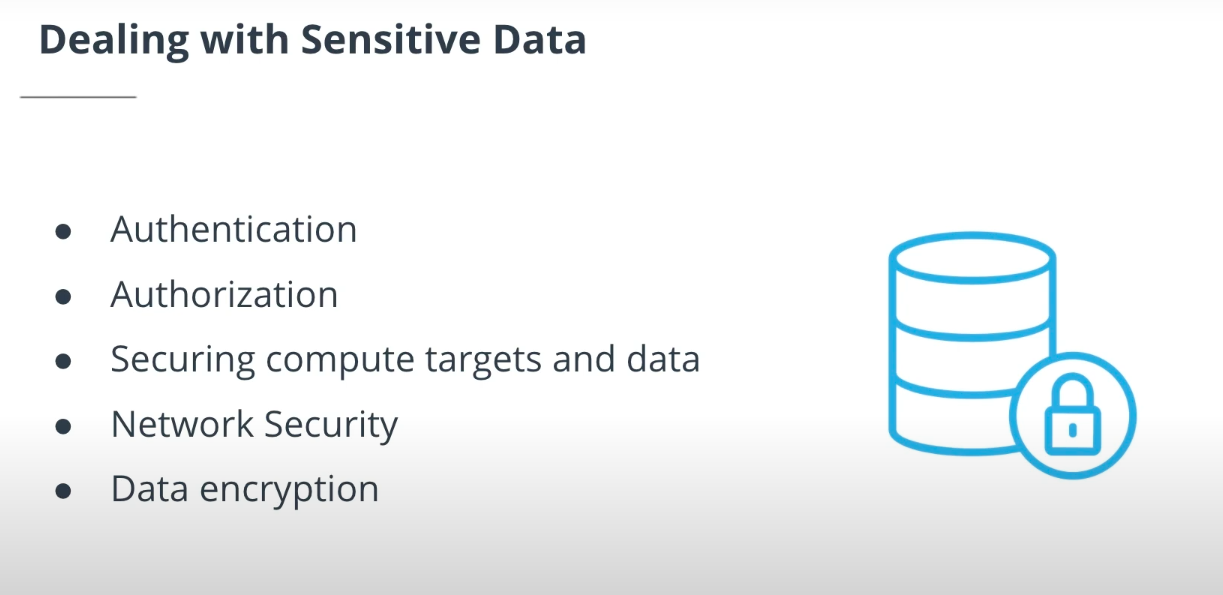 Dealing with Sensitive Data
● Authentication
● Authorization
● Securing compute targets and data
● Network Security
● Data encryption